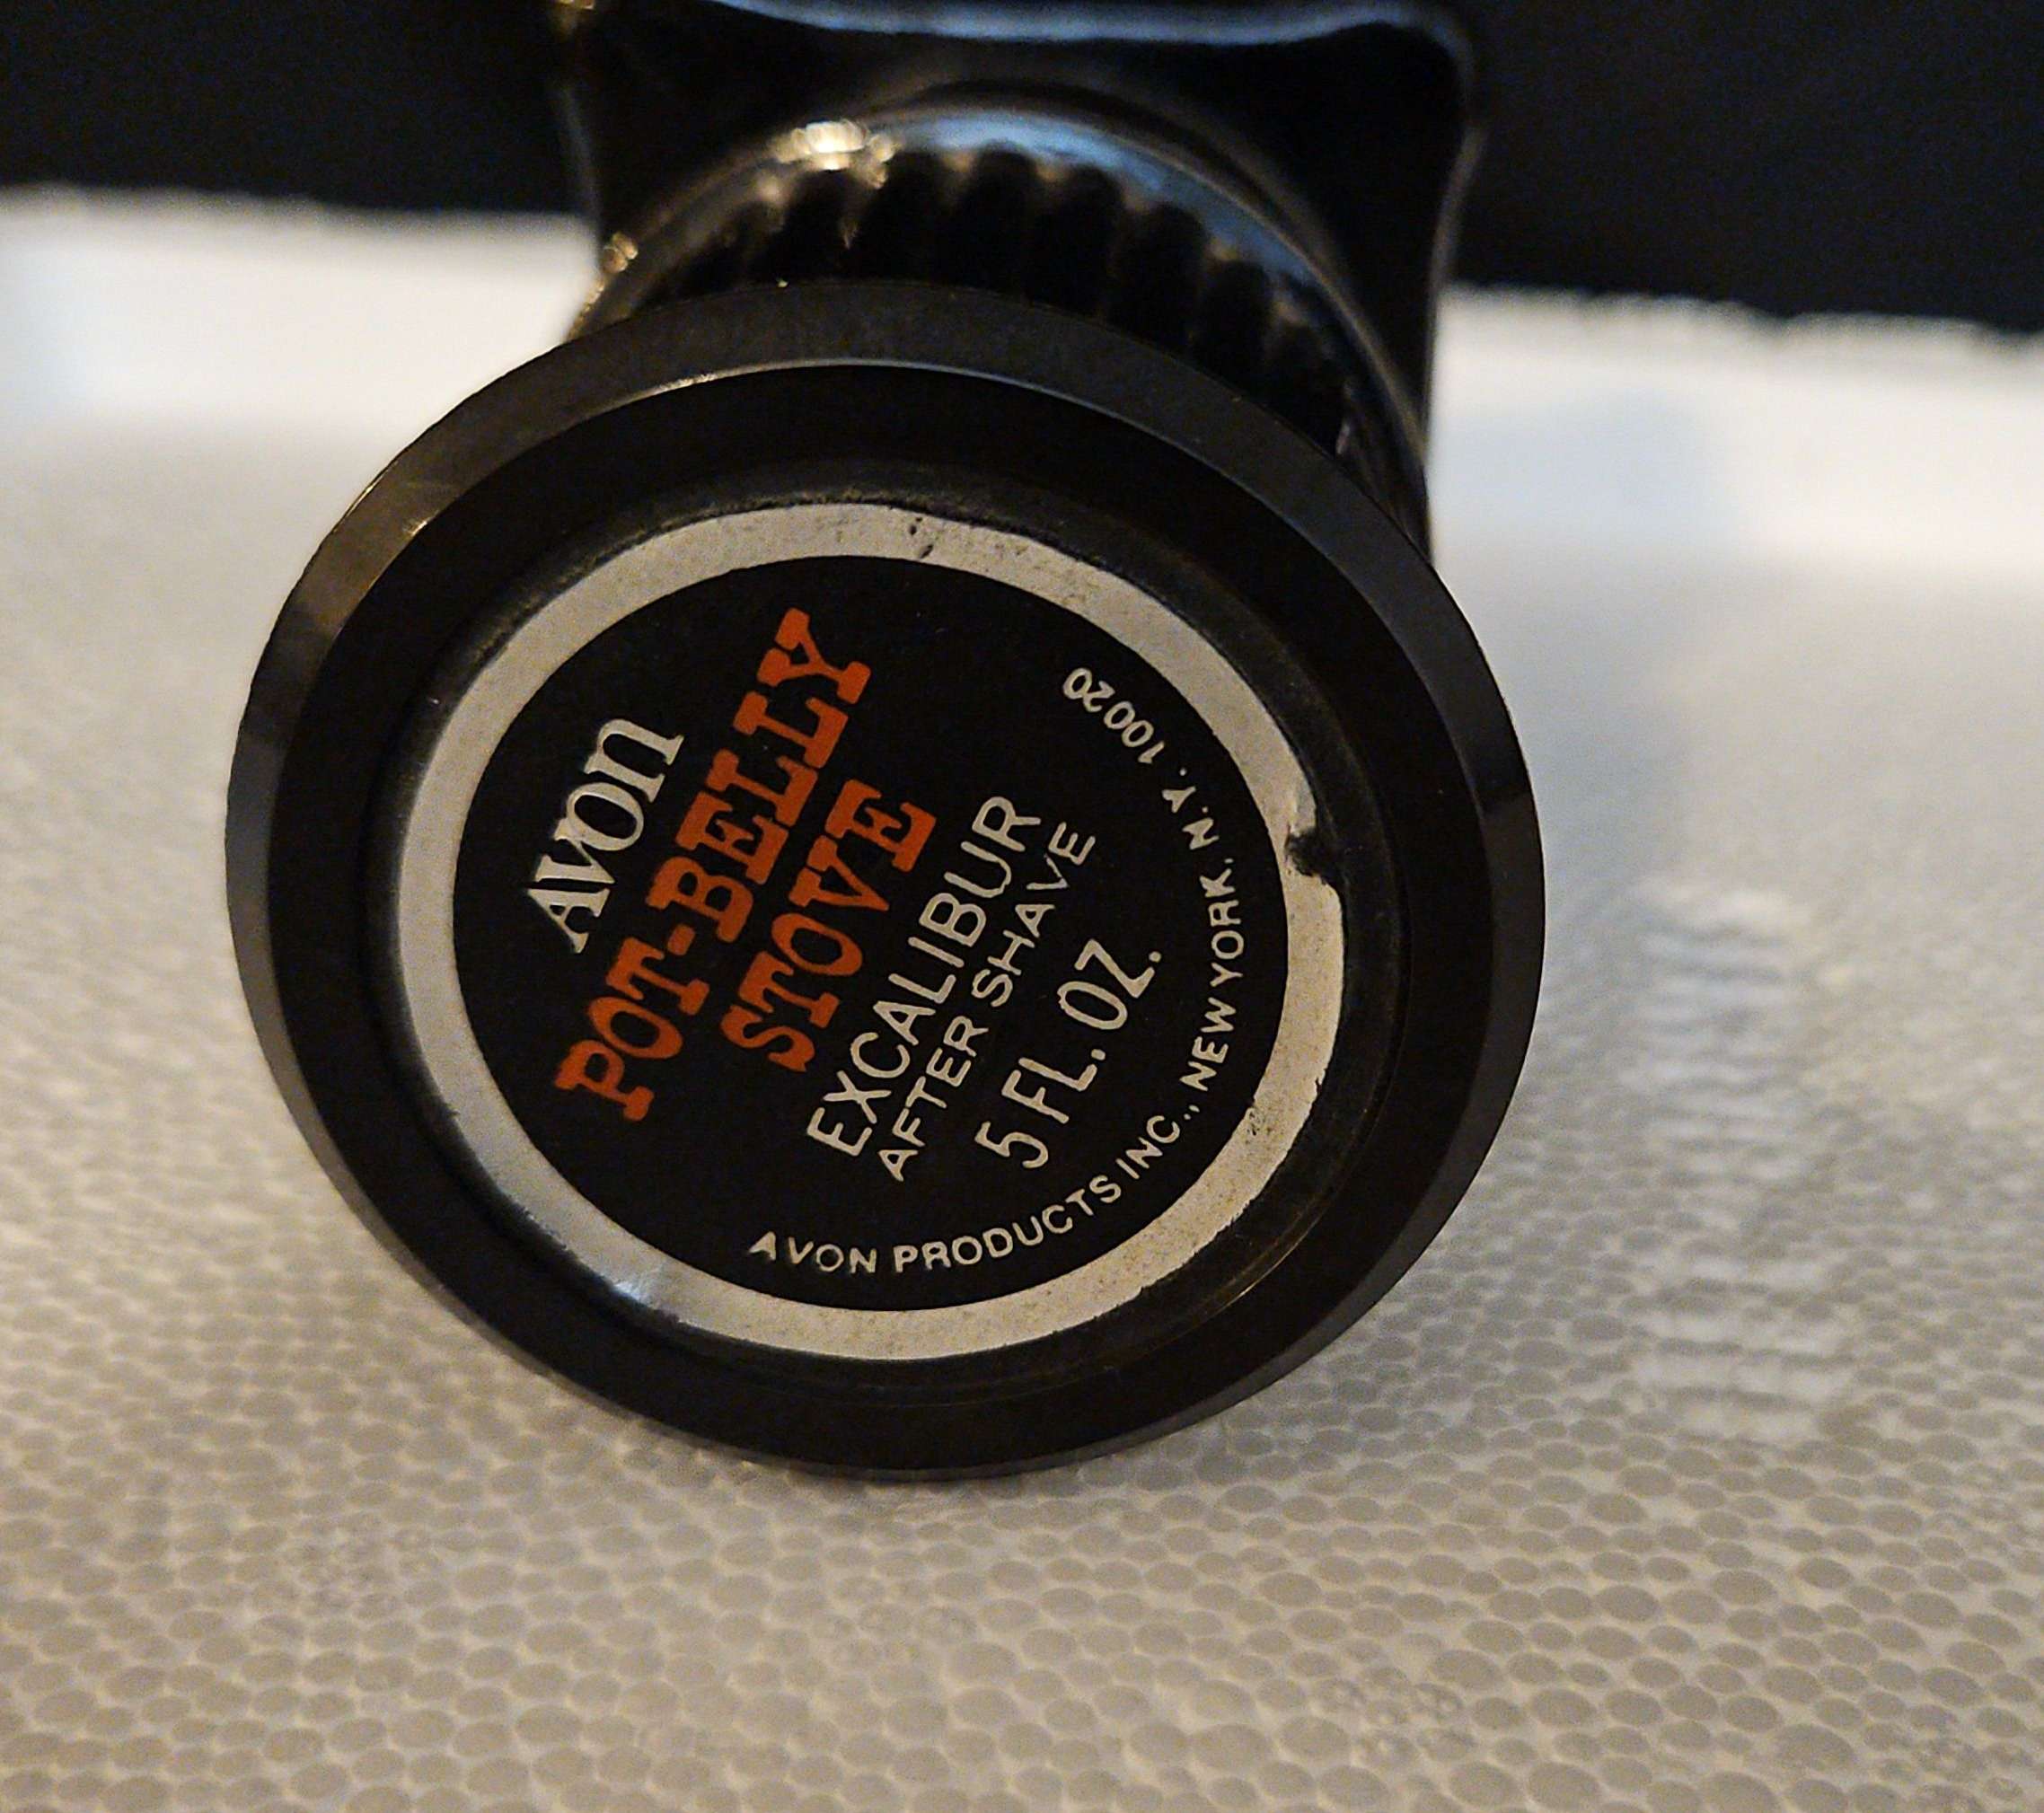 AVON
POT-BELLY
STOVE
EXCALIBUR
AFTER SHAVE
5 FL. OZ.
AVON PRODUCTS INC., NEW YORK, N.Y. 10020